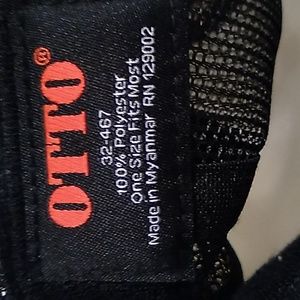 OTTO®
32-467
100% Polyester
One Size Fits Most
Made in Myanmar RN 129002